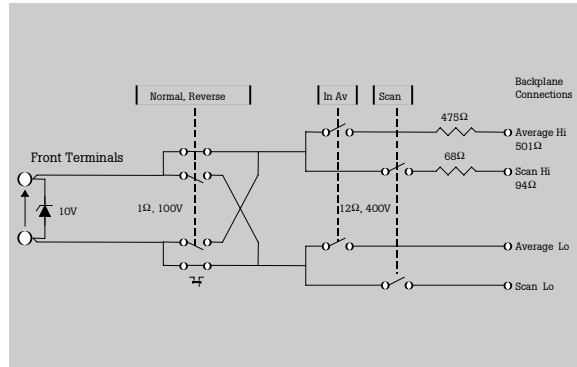 Backplane
Connections
Normal, Reverse
In Av
Scan
475Ω
Average Hi
501Ω
Front Terminals
68Ω
Scan Hi
94Ω
10V
1Ω, 100V
12Ω, 400V
Average Lo
Scan Lo